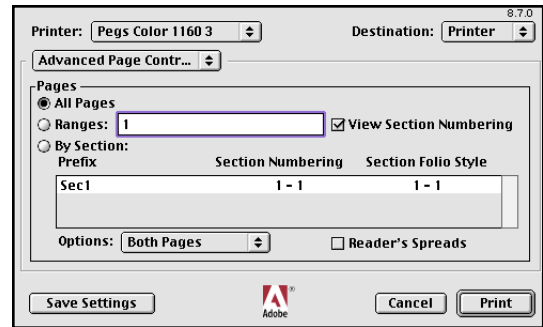 8.7.0
Printer: Pegs Color 1160 3 Destination: Printer
Advanced Page Contr...
Pages
All Pages
Ranges: 1 View Section Numbering
By Section:
Prefix Section Numbering Section Folio Style
Sec1 1 - 1 1 - 1
Options: Both Pages Reader's Spreads
Save Settings Adobe® Cancel Print